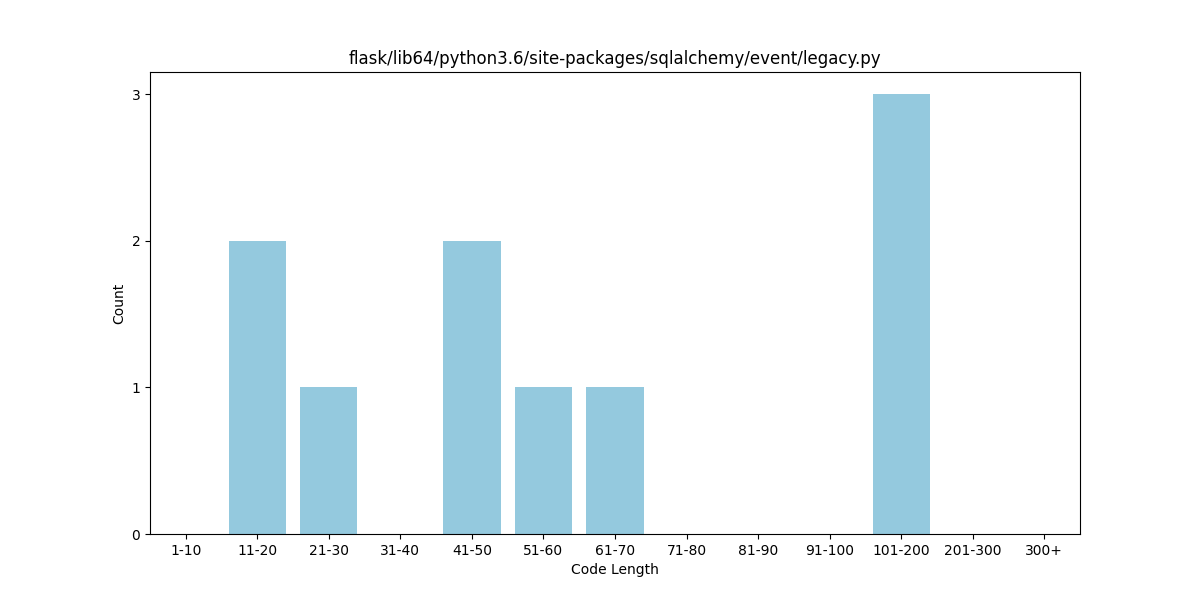 flask/lib64/python3.6/site-packages/sqlalchemy/event/legacy.py
3
2
1
0
Count
1-10 11-20 21-30 31-40 41-50 51-60 61-70 71-80 81-90 91-100 101-200 201-300 300+
Code Length